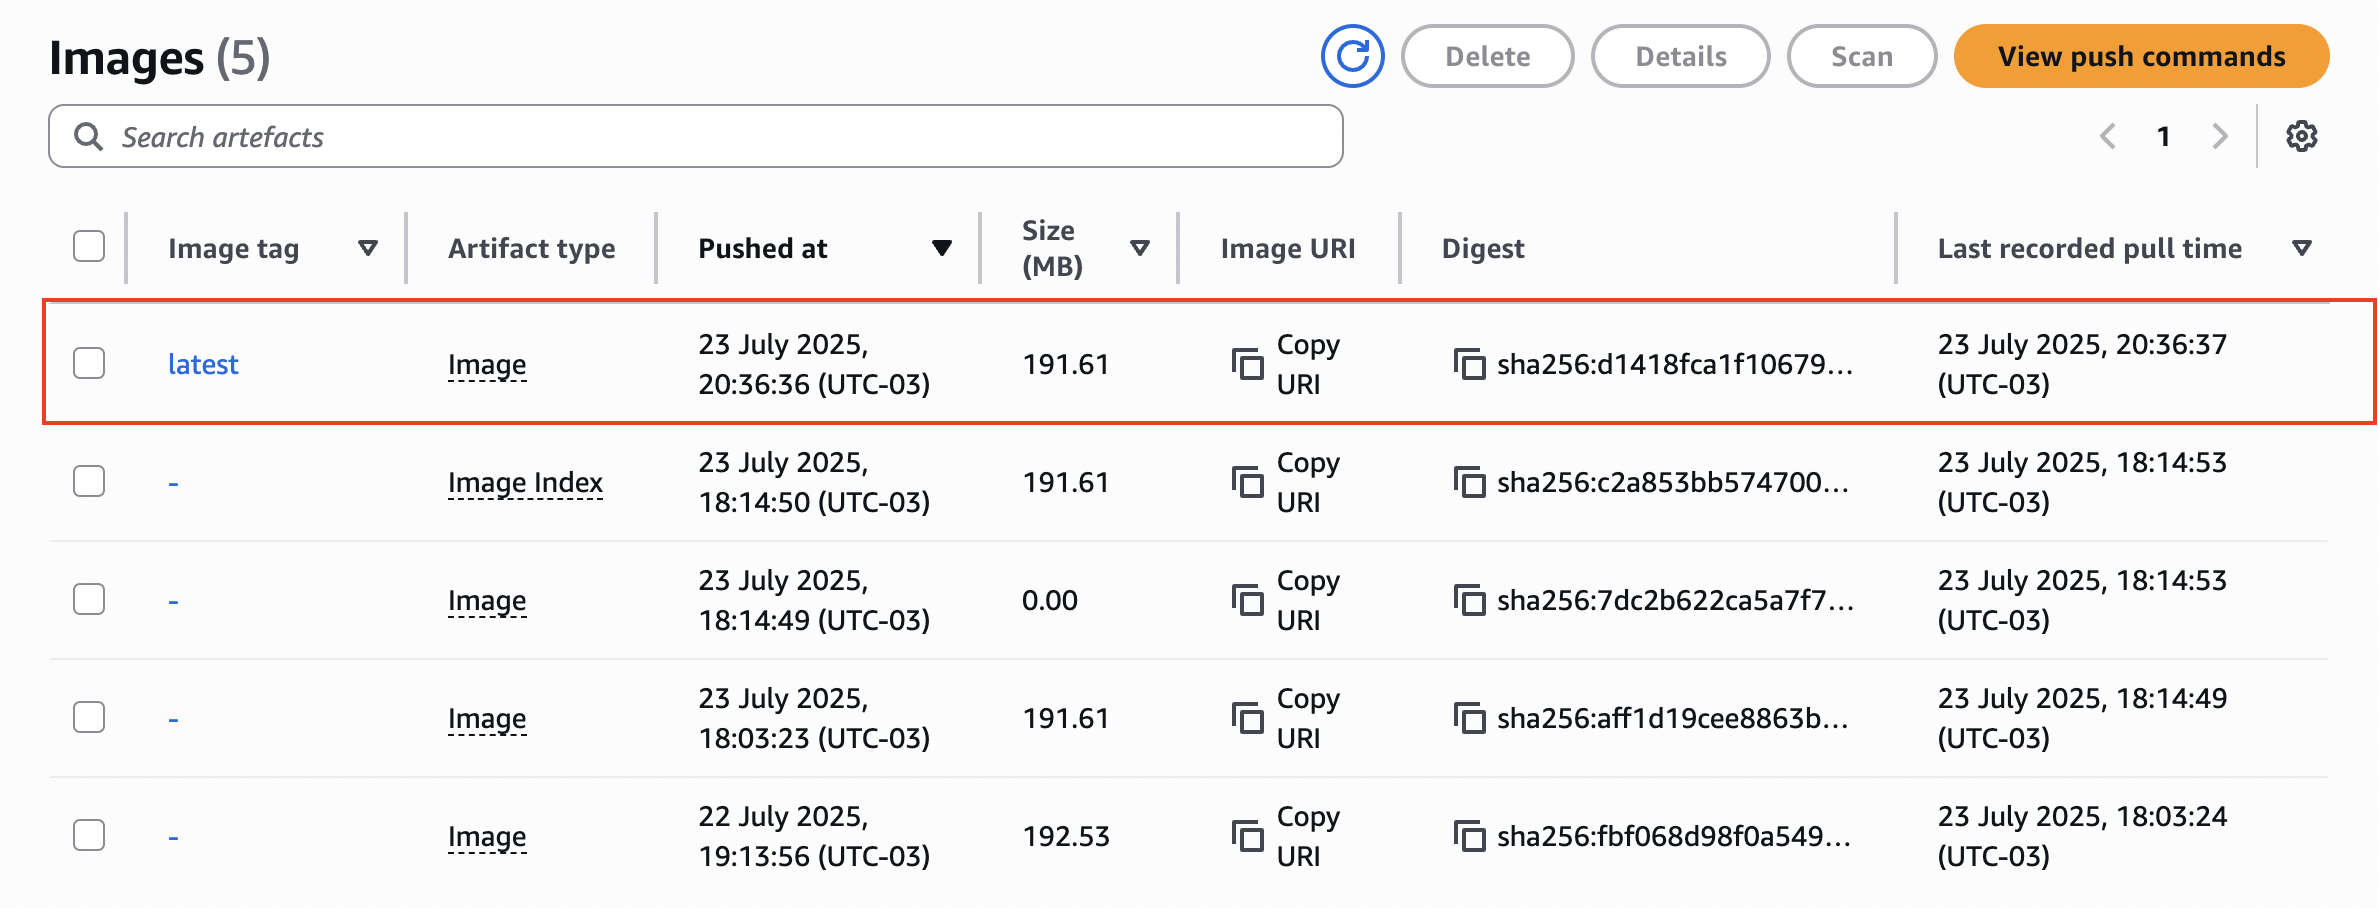 Images (5)
Delete
Details
Scan
View push commands
Search artefacts
1
Image tag
Artifact type
Pushed at
Size
(MB)
Image URI
Digest
Last recorded pull time
latest
Image
23 July 2025,
20:36:36 (UTC-03)
191.61
Copy
URI
sha256:d1418fca1f10679...
23 July 2025, 20:36:37
(UTC-03)
-
Image Index
23 July 2025,
18:14:50 (UTC-03)
191.61
Copy
URI
sha256:c2a853bb574700...
23 July 2025, 18:14:53
(UTC-03)
-
Image
23 July 2025,
18:14:49 (UTC-03)
0.00
Copy
URI
sha256:7dc2b622ca5a7f7...
23 July 2025, 18:14:53
(UTC-03)
-
Image
23 July 2025,
18:03:23 (UTC-03)
191.61
Copy
URI
sha256:aff1d19cee8863b...
23 July 2025, 18:14:49
(UTC-03)
-
Image
22 July 2025,
19:13:56 (UTC-03)
192.53
Copy
URI
sha256:fbf068d98f0a549...
23 July 2025, 18:03:24
(UTC-03)